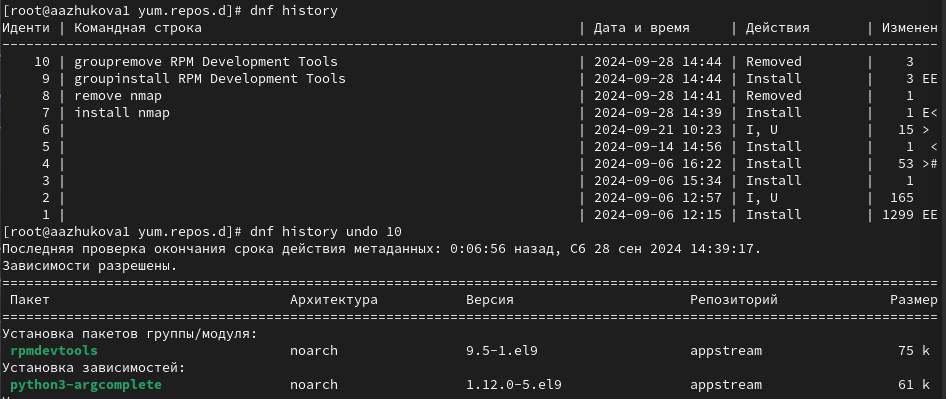 [root@aazhukova1 yum.repos.d]# dnf history
Иденти | Командная строка | Дата и время | Действия | Изменен
--------------------------------------------------------------------------------
10 | groupremove RPM Development Tools | 2024-09-28 14:44 | Removed | 3
9 | groupinstall RPM Development Tools | 2024-09-28 14:44 | Install | 3 EE
8 | remove nmap | 2024-09-28 14:41 | Removed | 1
7 | install nmap | 2024-09-28 14:39 | Install | 1 E<
6 | | 2024-09-21 10:23 | I, U | 15 >
5 | | 2024-09-14 14:56 | Install | 1 <
4 | | 2024-09-06 16:22 | Install | 53 >#
3 | | 2024-09-06 15:34 | Install | 1
2 | | 2024-09-06 12:57 | I, U | 165
1 | | 2024-09-06 12:15 | Install | 1299 EE
[root@aazhukova1 yum.repos.d]# dnf history undo 10
Последняя проверка окончания срока действия метаданных: 0:06:56 назад, Сб 28 сен 2024 14:39:17.
Зависимости разрешены.
================================================================================
Пакет Архитектура Версия Репозиторий Размер
================================================================================
Установка пакетов группы/модуля:
rpmdevtools noarch 9.5-1.el9 appstream 75 k
Установка зависимостей:
python3-argcomplete noarch 1.12.0-5.el9 appstream 61 k